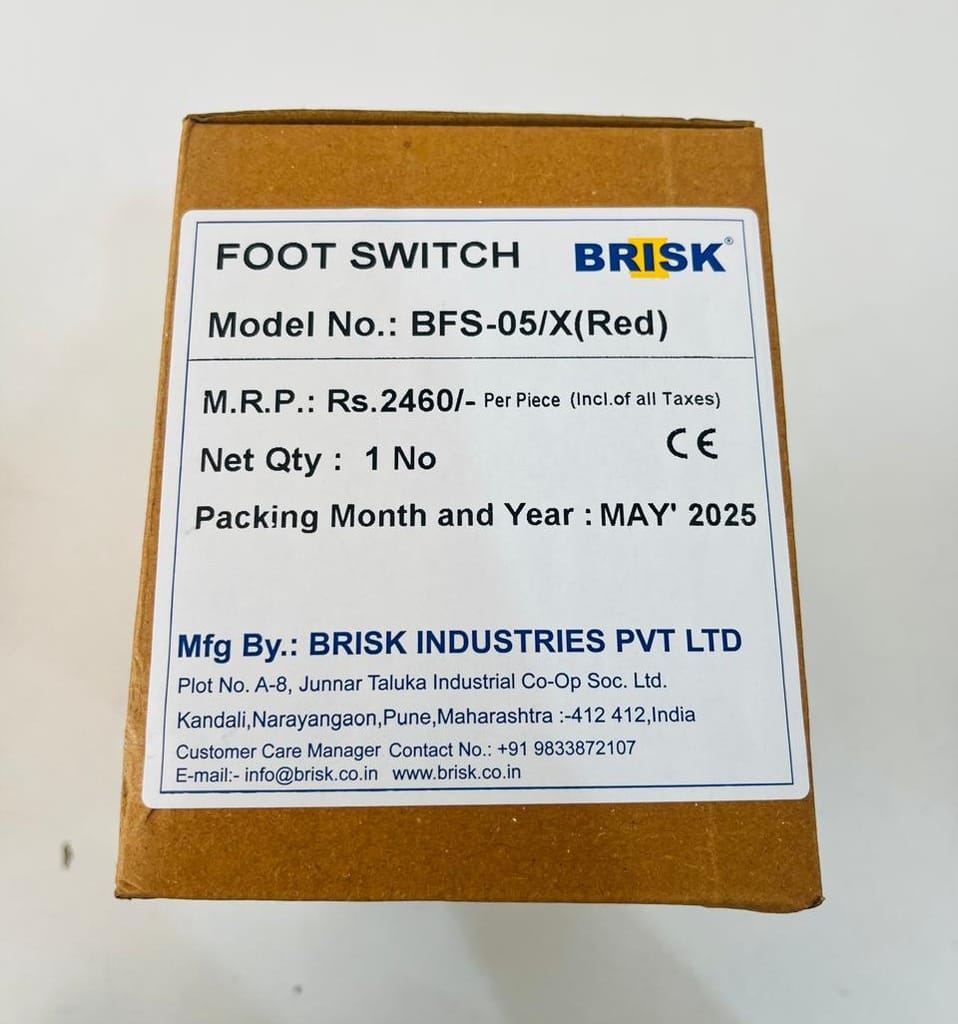 FOOT SWITCH BRISK®
Model No.: BFS-05/X(Red)
M.R.P.: Rs.2460/- Per Piece (Incl.of all Taxes)
CE
Net Qty : 1 No
Packing Month and Year : MAY' 2025
Mfg By.: BRISK INDUSTRIES PVT LTD
Plot No. A-8, Junnar Taluka Industrial Co-Op Soc. Ltd.
Kandali,Narayangaon,Pune,Maharashtra :-412 412,India
Customer Care Manager Contact No.: +91 9833872107
E-mail:- info@brisk.co.in www.brisk.co.in